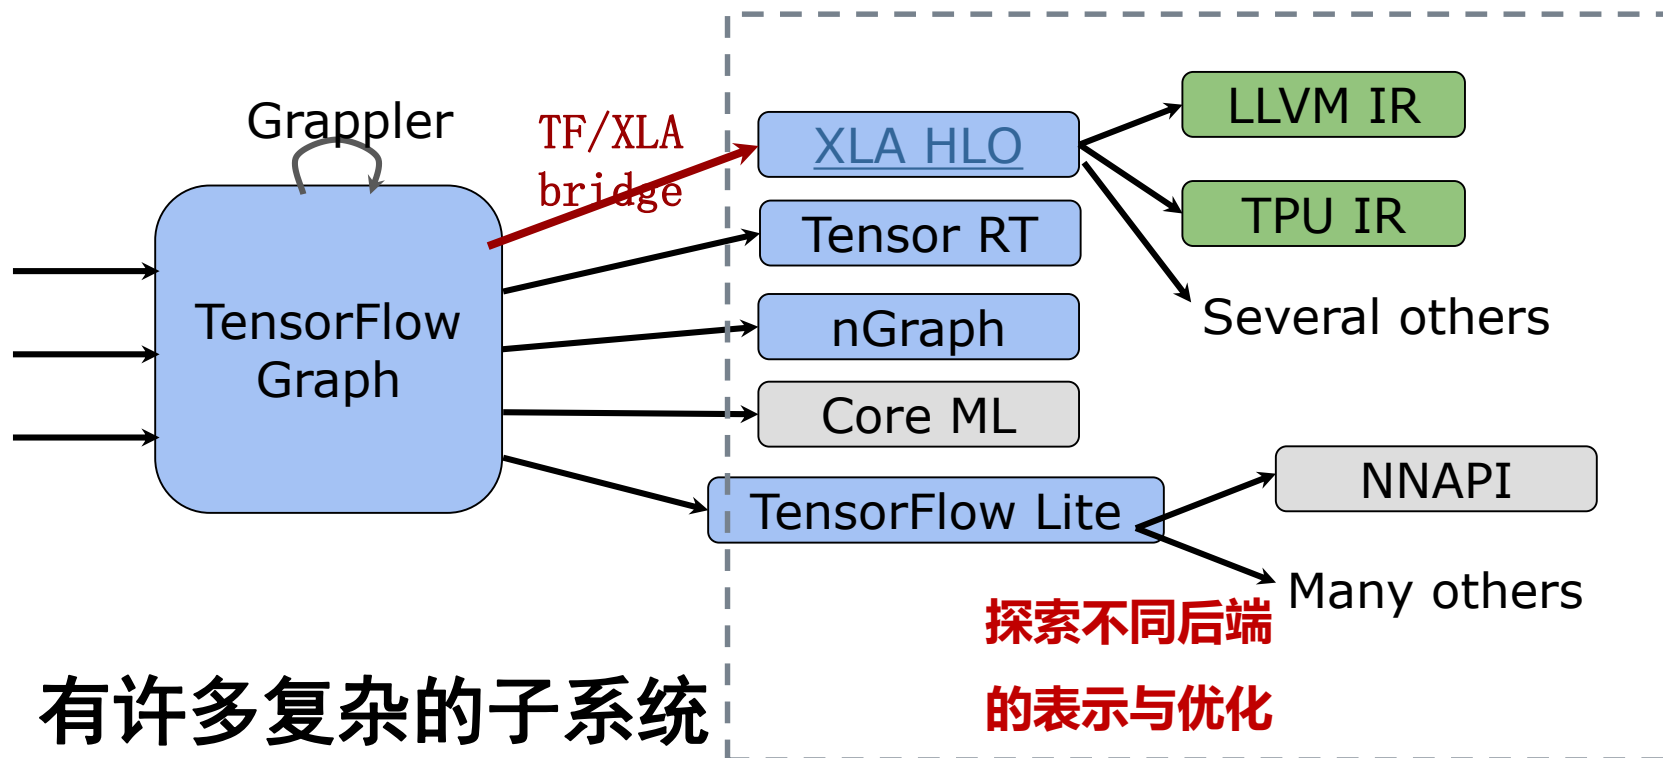 Grappler
TF/XLA
bridge
TensorFlow
Graph
XLA HLO
Tensor RT
nGraph
Core ML
TensorFlow Lite
LLVM IR
TPU IR
Several others
NNAPI
Many others
探索不同后端
的表示与优化
有许多复杂的子系统